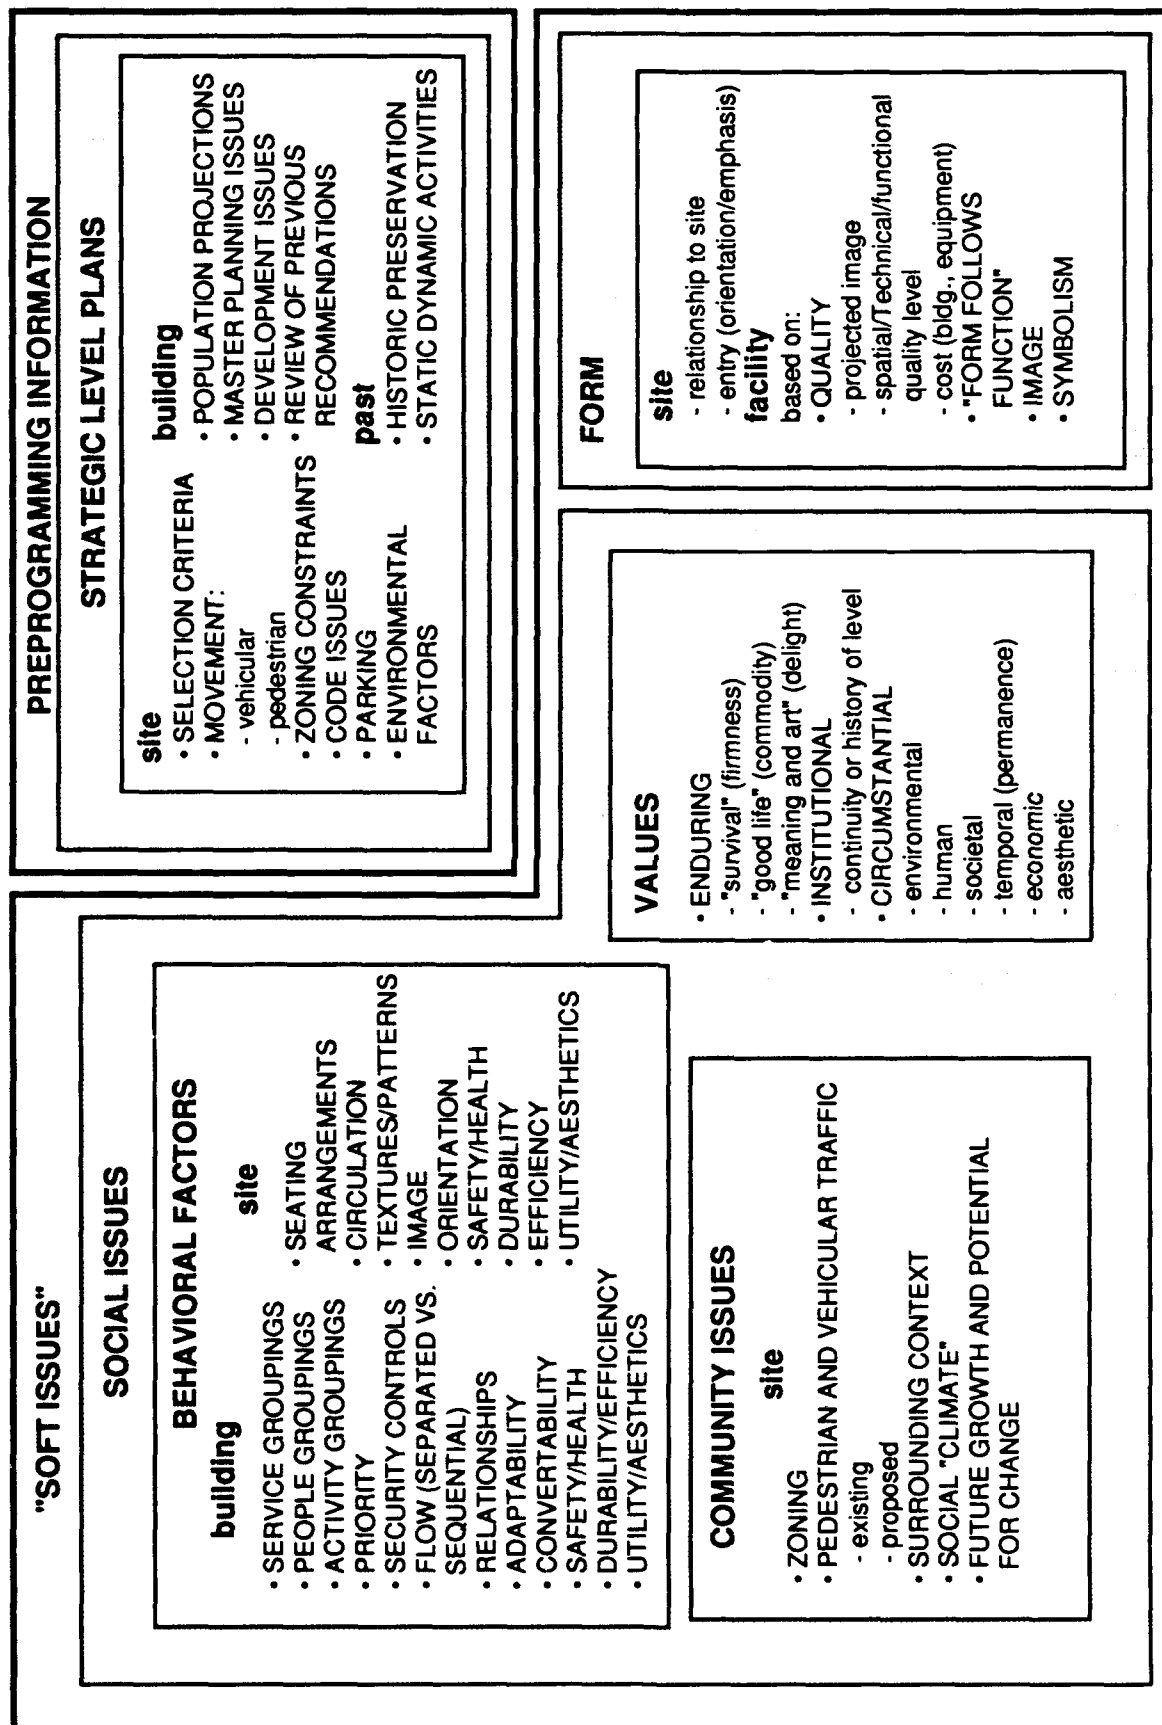 "SOFT ISSUES"
SOCIAL ISSUES
BEHAVIORAL FACTORS
building
• SERVICE GROUPINGS
• PEOPLE GROUPINGS
• ACTIVITY GROUPINGS
• PRIORITY
• SECURITY CONTROLS
• FLOW (SEPARATED VS.
SEQUENTIAL)
• RELATIONSHIPS
• ADAPTABILITY
• CONVERTABILITY
• SAFETY/HEALTH
• DURABILITY/EFFICIENCY
• UTILITY/AESTHETICS
site
• SEATING
ARRANGEMENTS
• CIRCULATION
• TEXTURES/PATTERNS
• IMAGE
• ORIENTATION
• SAFETY/HEALTH
• DURABILITY
• EFFICIENCY
• UTILITY/AESTHETICS
COMMUNITY ISSUES
site
• ZONING
• PEDESTRIAN AND VEHICULAR TRAFFIC
- existing
- proposed
• SURROUNDING CONTEXT
• SOCIAL "CLIMATE"
• FUTURE GROWTH AND POTENTIAL
FOR CHANGE
VALUES
• ENDURING
- "survival" (firmness)
- "good life" (commodity)
- "meaning and art" (delight)
• INSTITUTIONAL
- continuity or history of level
• CIRCUMSTANTIAL
- environmental
- human
- societal
- temporal (permanence)
- economic
- aesthetic
PREPROGRAMMING INFORMATION
STRATEGIC LEVEL PLANS
site
• SELECTION CRITERIA
• MOVEMENT:
- vehicular
- pedestrian
• ZONING CONSTRAINTS
• CODE ISSUES
• PARKING
• ENVIRONMENTAL
FACTORS
building
• POPULATION PROJECTIONS
• MASTER PLANNING ISSUES
• DEVELOPMENT ISSUES
• REVIEW OF PREVIOUS
RECOMMENDATIONS
past
• HISTORIC PRESERVATION
• STATIC DYNAMIC ACTIVITIES
FORM
site
- relationship to site
- entry (orientation/emphasis)
facility
based on:
• QUALITY
- projected image
- spatial/Technical/functional
quality level
- cost (bldg., equipment)
• "FORM FOLLOWS
FUNCTION"
• IMAGE
• SYMBOLISM